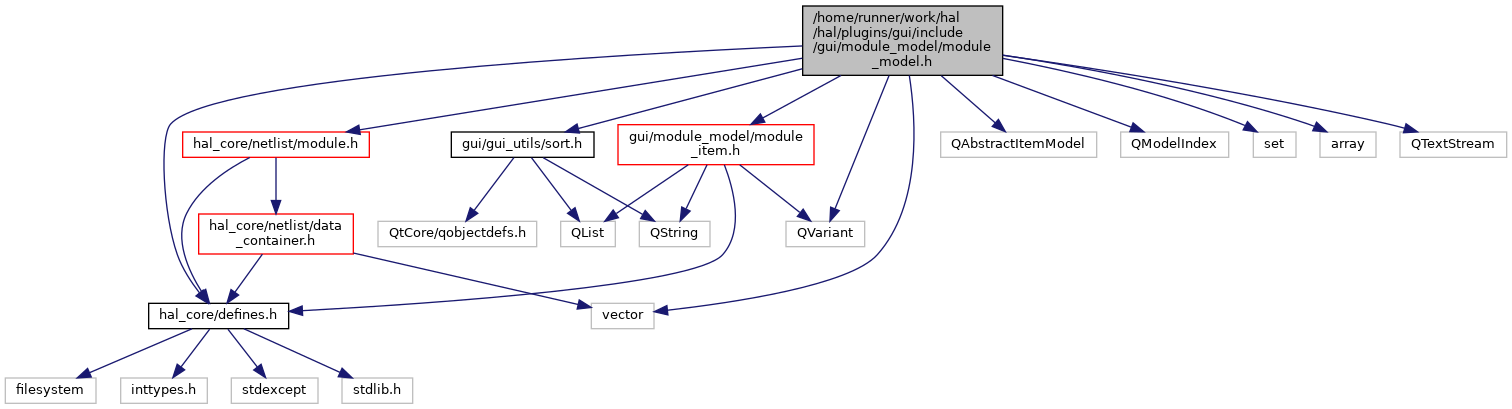 /home/runner/work/hal
/hal/plugins/gui/include
/gui/module_model/module
_model.h
hal_core/netlist/module.h
gui/gui_utils/sort.h
gui/module_model/module
_item.h
QAbstractItemModel
QModelIndex
set
array
QTextStream
hal_core/netlist/data
_container.h
QtCore/qobjectdefs.h
QList
QString
QVariant
hal_core/defines.h
vector
filesystem
inttypes.h
stdexcept
stdlib.h